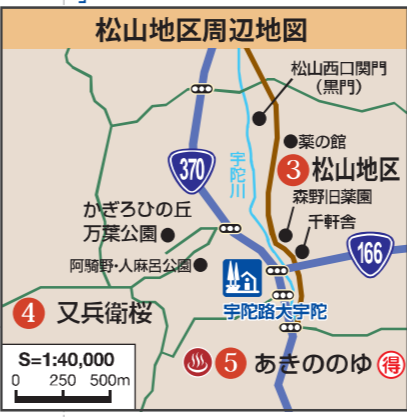 松山地区周辺地図
松山西口関門
（黒門）
薬の館
370
宇陀川
3 松山地区
森野旧薬園
かぎろひの丘
万葉公園
千軒舎
166
阿騎野・人麻呂公園
4 又兵衛桜
宇陀路大宇陀
5 あきののゆ 得
S=1:40,000
0 250 500m